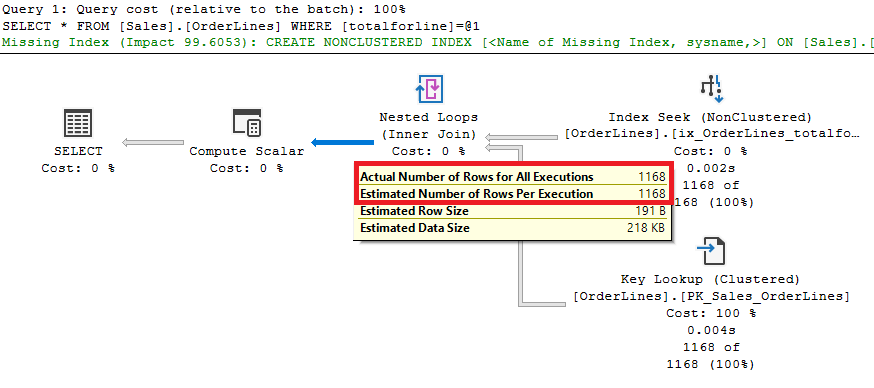 Query 1: Query cost (relative to the batch): 100%
SELECT * FROM [Sales].[OrderLines] WHERE [totalforline]=@1
Missing Index (Impact 99.6053): CREATE NONCLUSTERED INDEX [<Name of Missing Index, sysname,>] ON [Sales].[
SELECT
Cost: 0 %
Compute Scalar
Cost: 0 %
Nested Loops
(Inner Join)
Cost: 0 %
Index Seek (NonClustered)
[OrderLines].[ix_OrderLines_totalfo…
Cost: 0 %
0.002s
1168 of
168 (100%)
Actual Number of Rows for All Executions 1168
Estimated Number of Rows Per Execution 1168
Estimated Row Size 191 B
Estimated Data Size 218 KB
Key Lookup (Clustered)
[OrderLines].[PK_Sales_OrderLines]
Cost: 100 %
0.004s
1168 of
1168 (100%)